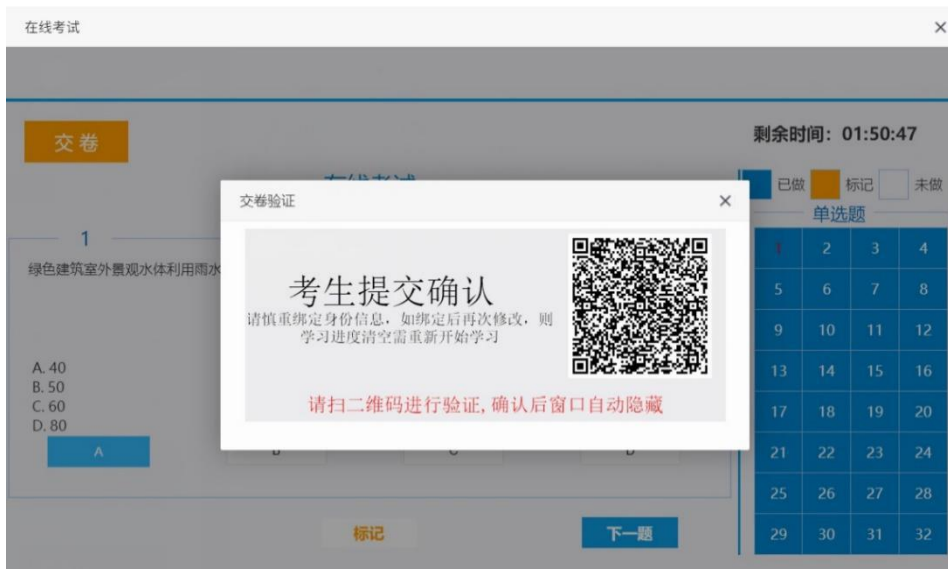 在线考试
×
交卷
剩余时间：01:50:47
已做 标记 未做
单选题
交卷验证 ×
1
绿色建筑室外景观水体利用雨水
考生提交确认
请慎重绑定身份信息，如绑定后再次修改，则
学习进度清空需重新开始学习
请扫二维码进行验证,确认后窗口自动隐藏
A. 40
B. 50
C. 60
D. 80
A
标记
下一题
1 2 3 4
5 6 7 8
9 10 11 12
13 14 15 16
17 18 19 20
21 22 23 24
25 26 27 28
29 30 31 32